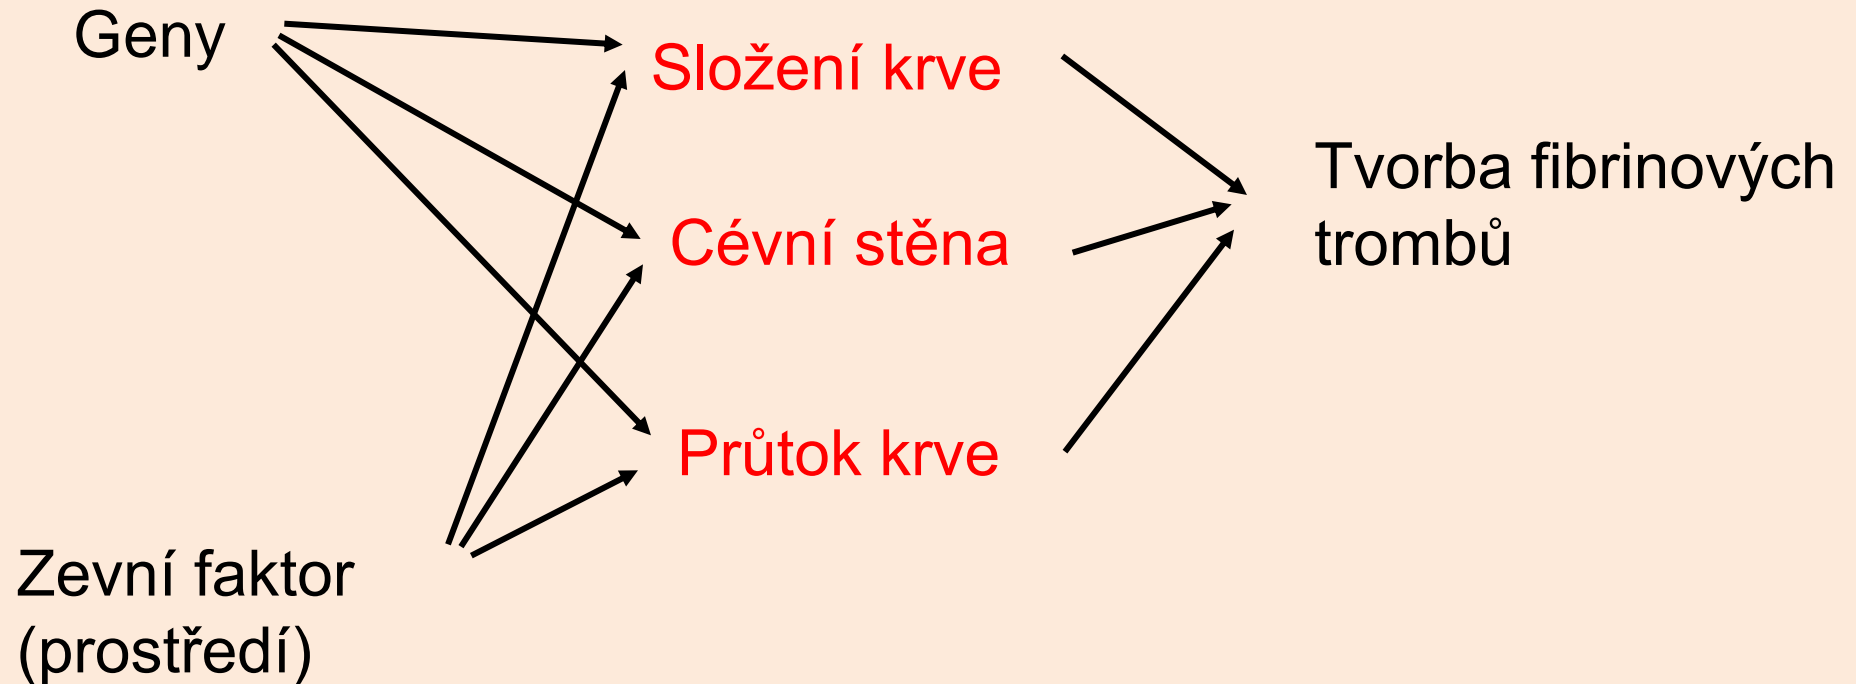 Geny
Složení krve
Tvorba fibrinových
trombů
Cévní stěna
Průtok krve
Zevní faktor
(prostředí)